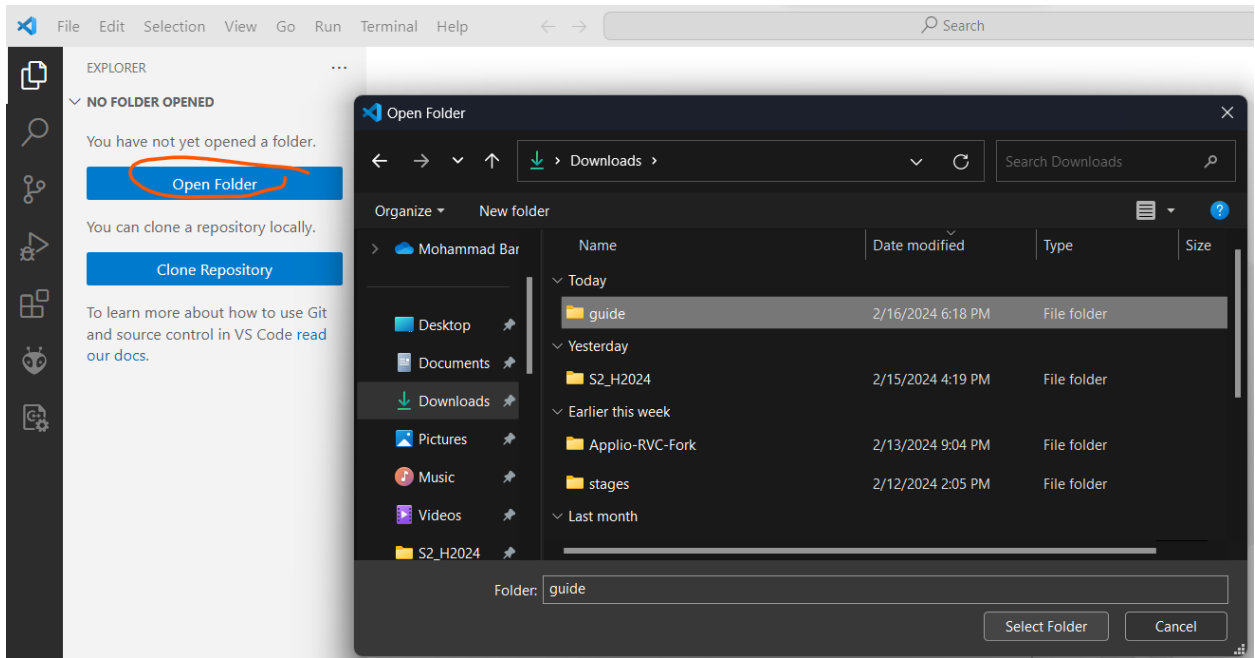 File Edit Selection View Go Run Terminal Help
Search
EXPLORER
NO FOLDER OPENED
You have not yet opened a folder.
Open Folder
You can clone a repository locally.
Clone Repository
To learn more about how to use Git
and source control in VS Code read
our docs.
Open Folder
Downloads
Search Downloads
Organize New folder
Mohammad Bar
Desktop
Documents
Downloads
Pictures
Music
Videos
S2_H2024
Name Date modified Type Size
Today
guide 2/16/2024 6:18 PM File folder
Yesterday
S2_H2024 2/15/2024 4:19 PM File folder
Earlier this week
Applio-RVC-Fork 2/13/2024 9:04 PM File folder
stages 2/12/2024 2:05 PM File folder
Last month
Folder: guide
Select Folder Cancel